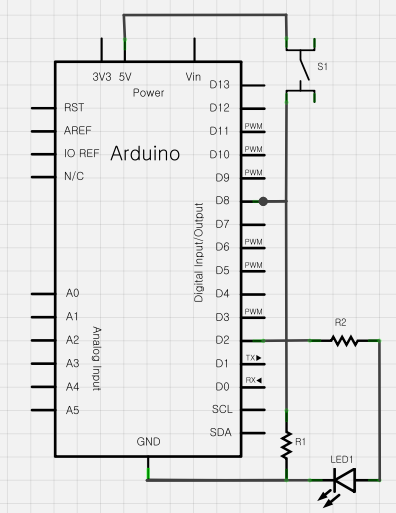 3V3 5V Vin
Power
S1
D13
RST D12
AREF D11 PWM
IO REF Arduino D10 PWM
N/C D9 PWM
D8
D7
D6 PWM
D5 PWM
Digital Input/Output
A0 D4
A1 D3 PWM
A2 D2 R2
A3 D1 TX▶
A4 D0 RX◀
Analog Input
A5 SCL
SDA
GND R1
LED1